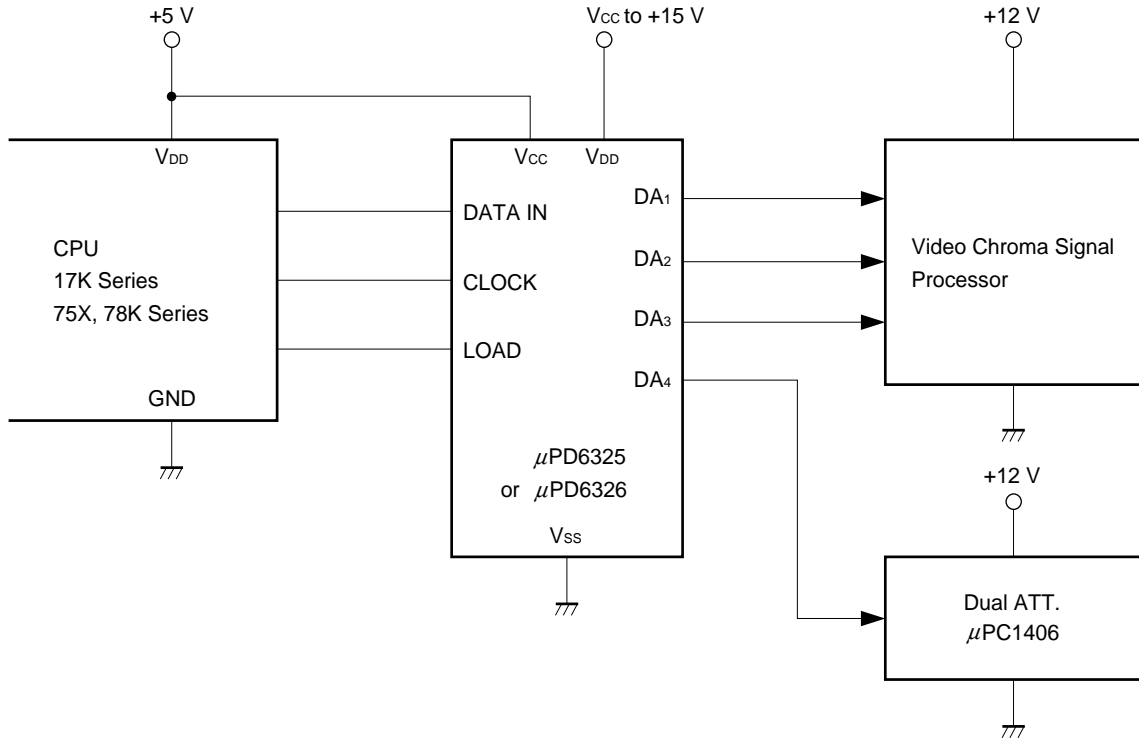 +5 V
VCC to +15 V
+12 V
VDD
VCC
VDD
DATA IN
DA1
CPU
17K Series
75X, 78K Series
CLOCK
DA2
Video Chroma Signal
Processor
LOAD
DA3
DA4
GND
μPD6325
or μPD6326
VSS
+12 V
Dual ATT.
μPC1406